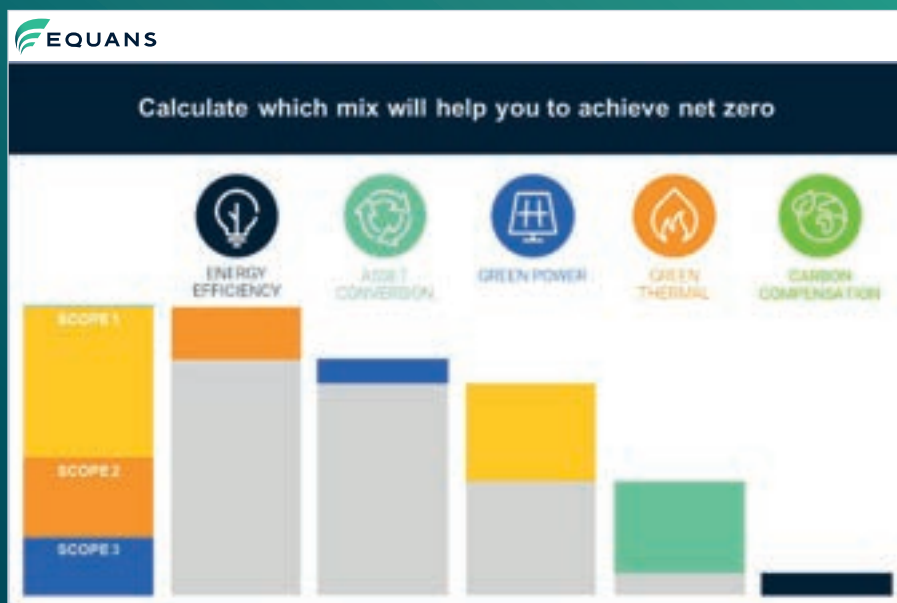 EQUANS
Calculate which mix will help you to achieve net zero
ENERGY
EFFICIENCY
ASSET
CONVERSION
GREEN POWER
GREEN
THERMAL
CARBON
COMPENSATION
SCOPE 1
SCOPE 2
SCOPE 3